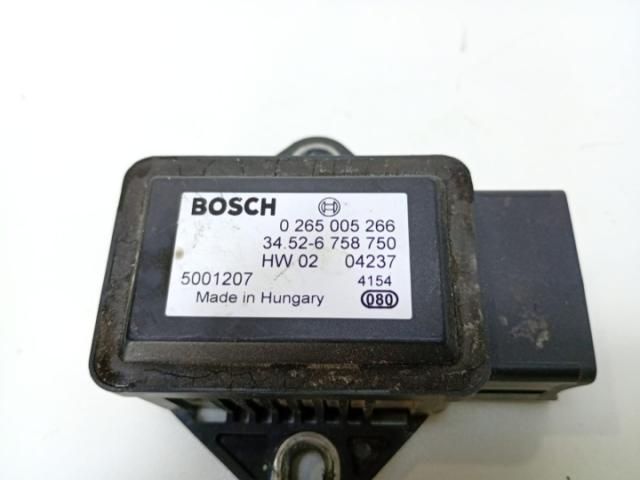 BOSCH
0 265 005 266
34.52-6 758 750
HW 02 04237
5001207 4154
Made in Hungary 080